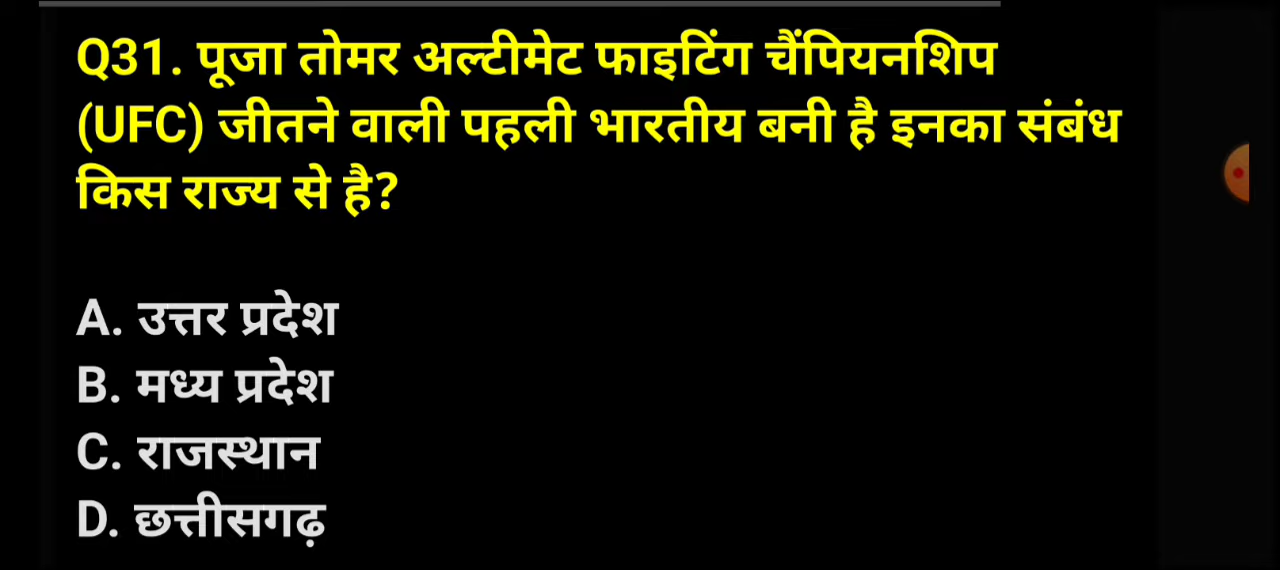 Q31. पूजा तोमर अल्टीमेट फाइटिंग चैंपियनशिप
(UFC) जीतने वाली पहली भारतीय बनी है इनका संबंध
किस राज्य से है?
A. उत्तर प्रदेश
B. मध्य प्रदेश
C. राजस्थान
D. छत्तीसगढ़